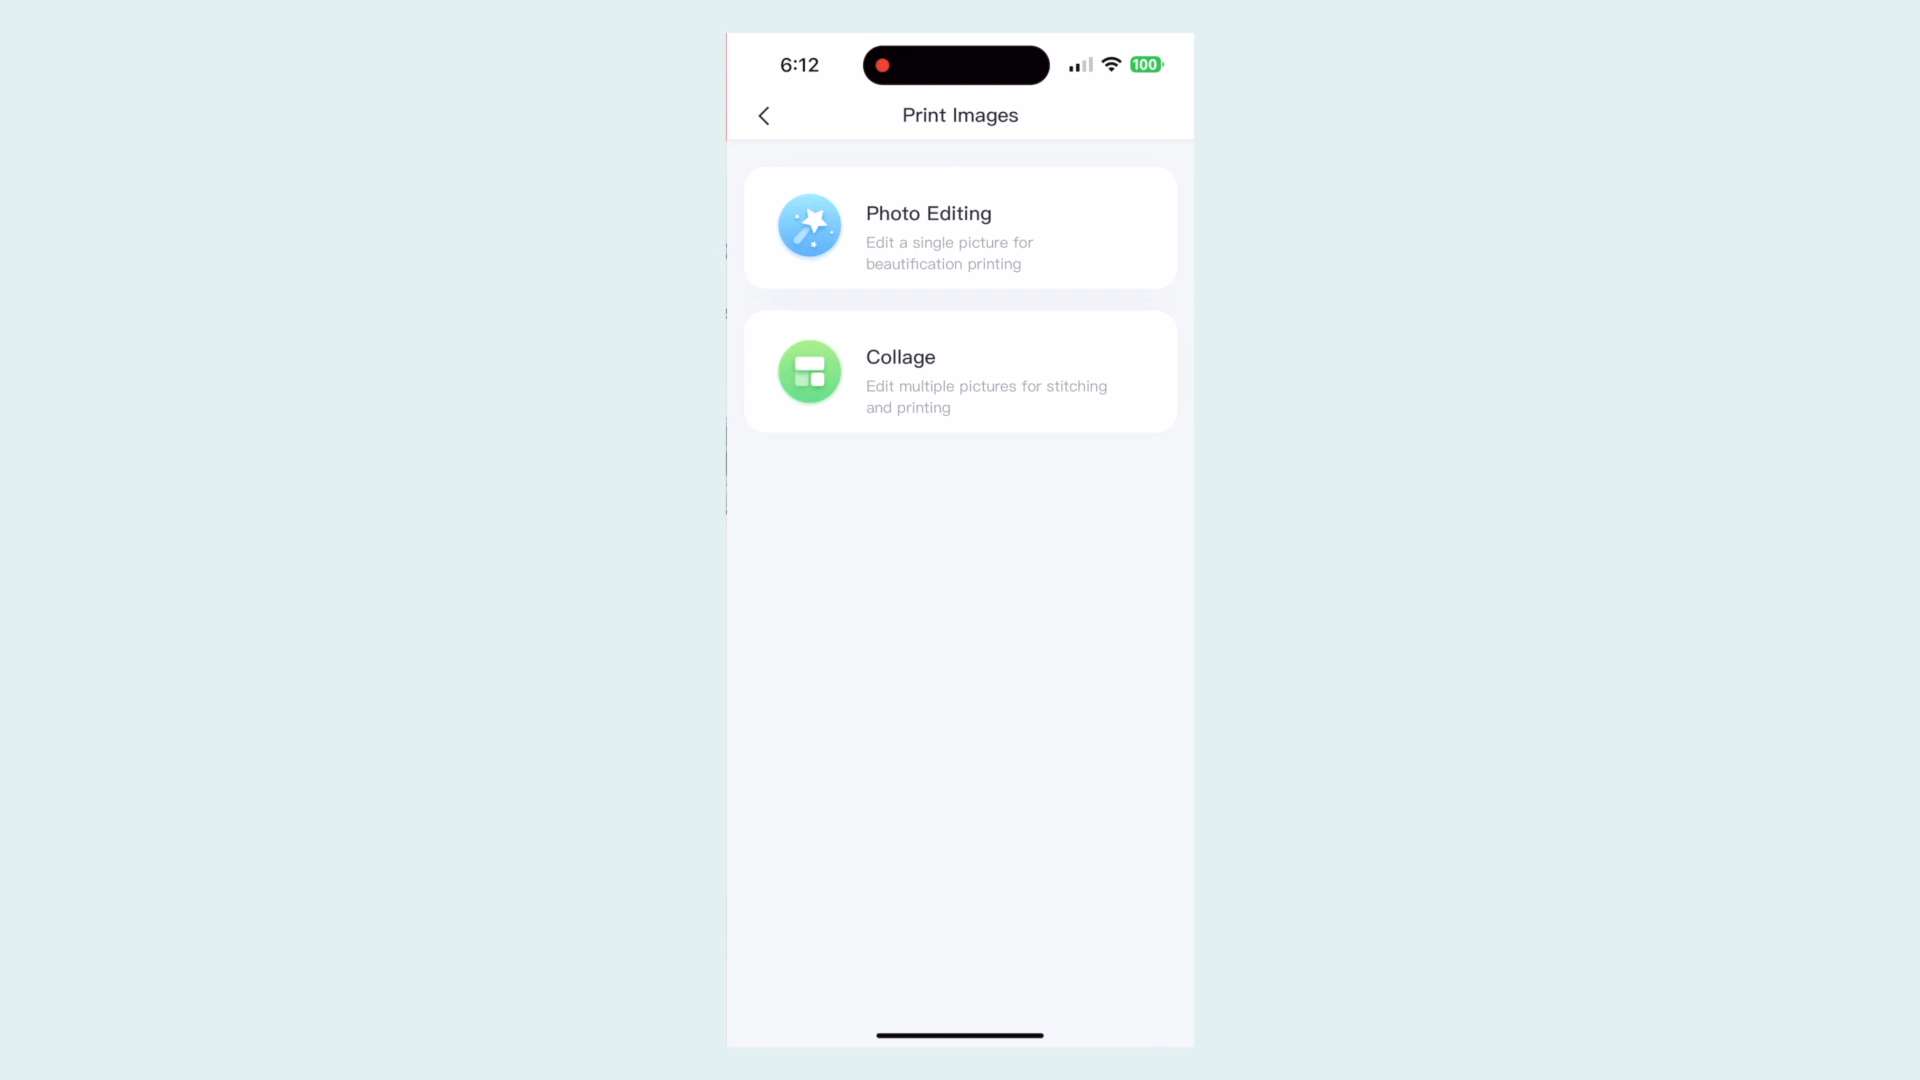 6:12
100
Print Images
Photo Editing
Edit a single picture for
beautification printing
Collage
Edit multiple pictures for stitching
and printing